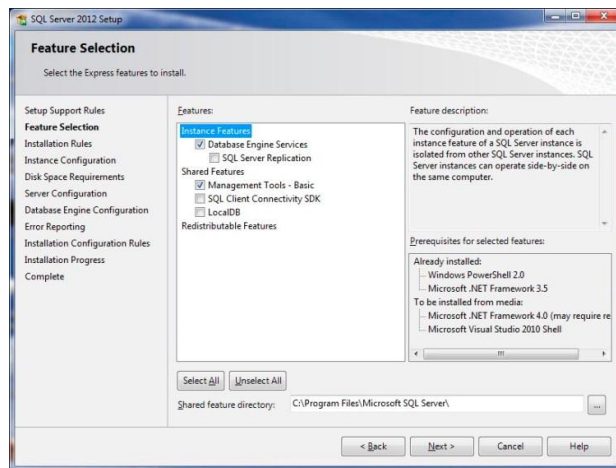 SQL Server 2012 Setup
Feature Selection
Select the Express features to install.
Setup Support Rules
Feature Selection
Installation Rules
Instance Configuration
Disk Space Requirements
Server Configuration
Database Engine Configuration
Error Reporting
Installation Configuration Rules
Installation Progress
Complete
Features:
Instance Features
Database Engine Services
SQL Server Replication
Shared Features
Management Tools - Basic
SQL Client Connectivity SDK
LocalDB
Redistributable Features
Feature description:
The configuration and operation of each
instance feature of a SQL Server instance is
isolated from other SQL Server instances. SQL
Server instances can operate side-by-side on
the same computer.
Prerequisites for selected features:
Already installed:
Windows PowerShell 2.0
Microsoft .NET Framework 3.5
To be installed from media:
Microsoft .NET Framework 4.0 (may require re
Microsoft Visual Studio 2010 Shell
Select All
Unselect All
Shared feature directory:
C:\Program Files\Microsoft SQL Server\
...
< Back
Next >
Cancel
Help